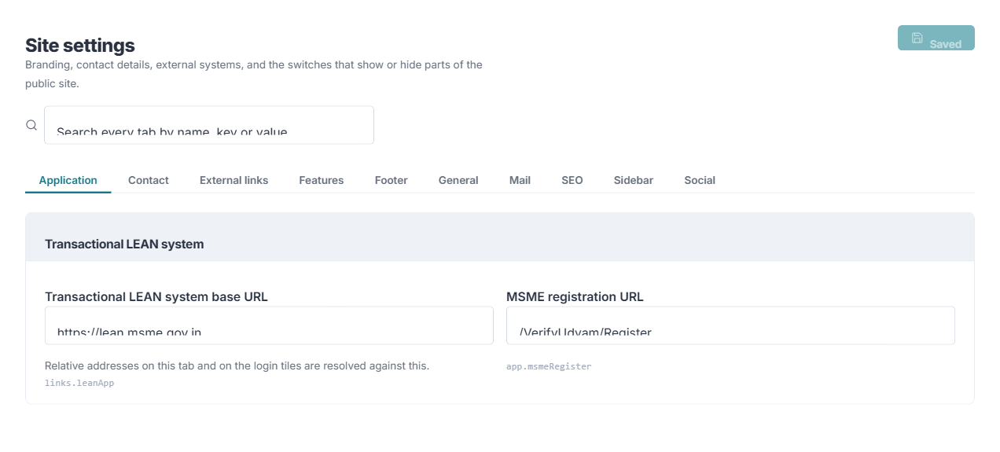 Site settings
Saved
Branding, contact details, external systems, and the switches that show or hide parts of the
public site.
Search every tab by name, key or value
Application Contact External links Features Footer General Mail SEO Sidebar Social
Transactional LEAN system
Transactional LEAN system base URL
MSME registration URL
https://lean.msme.gov.in
/VerifyUdyam/Register
Relative addresses on this tab and on the login tiles are resolved against this.
app.msmeRegister
links.leanApp